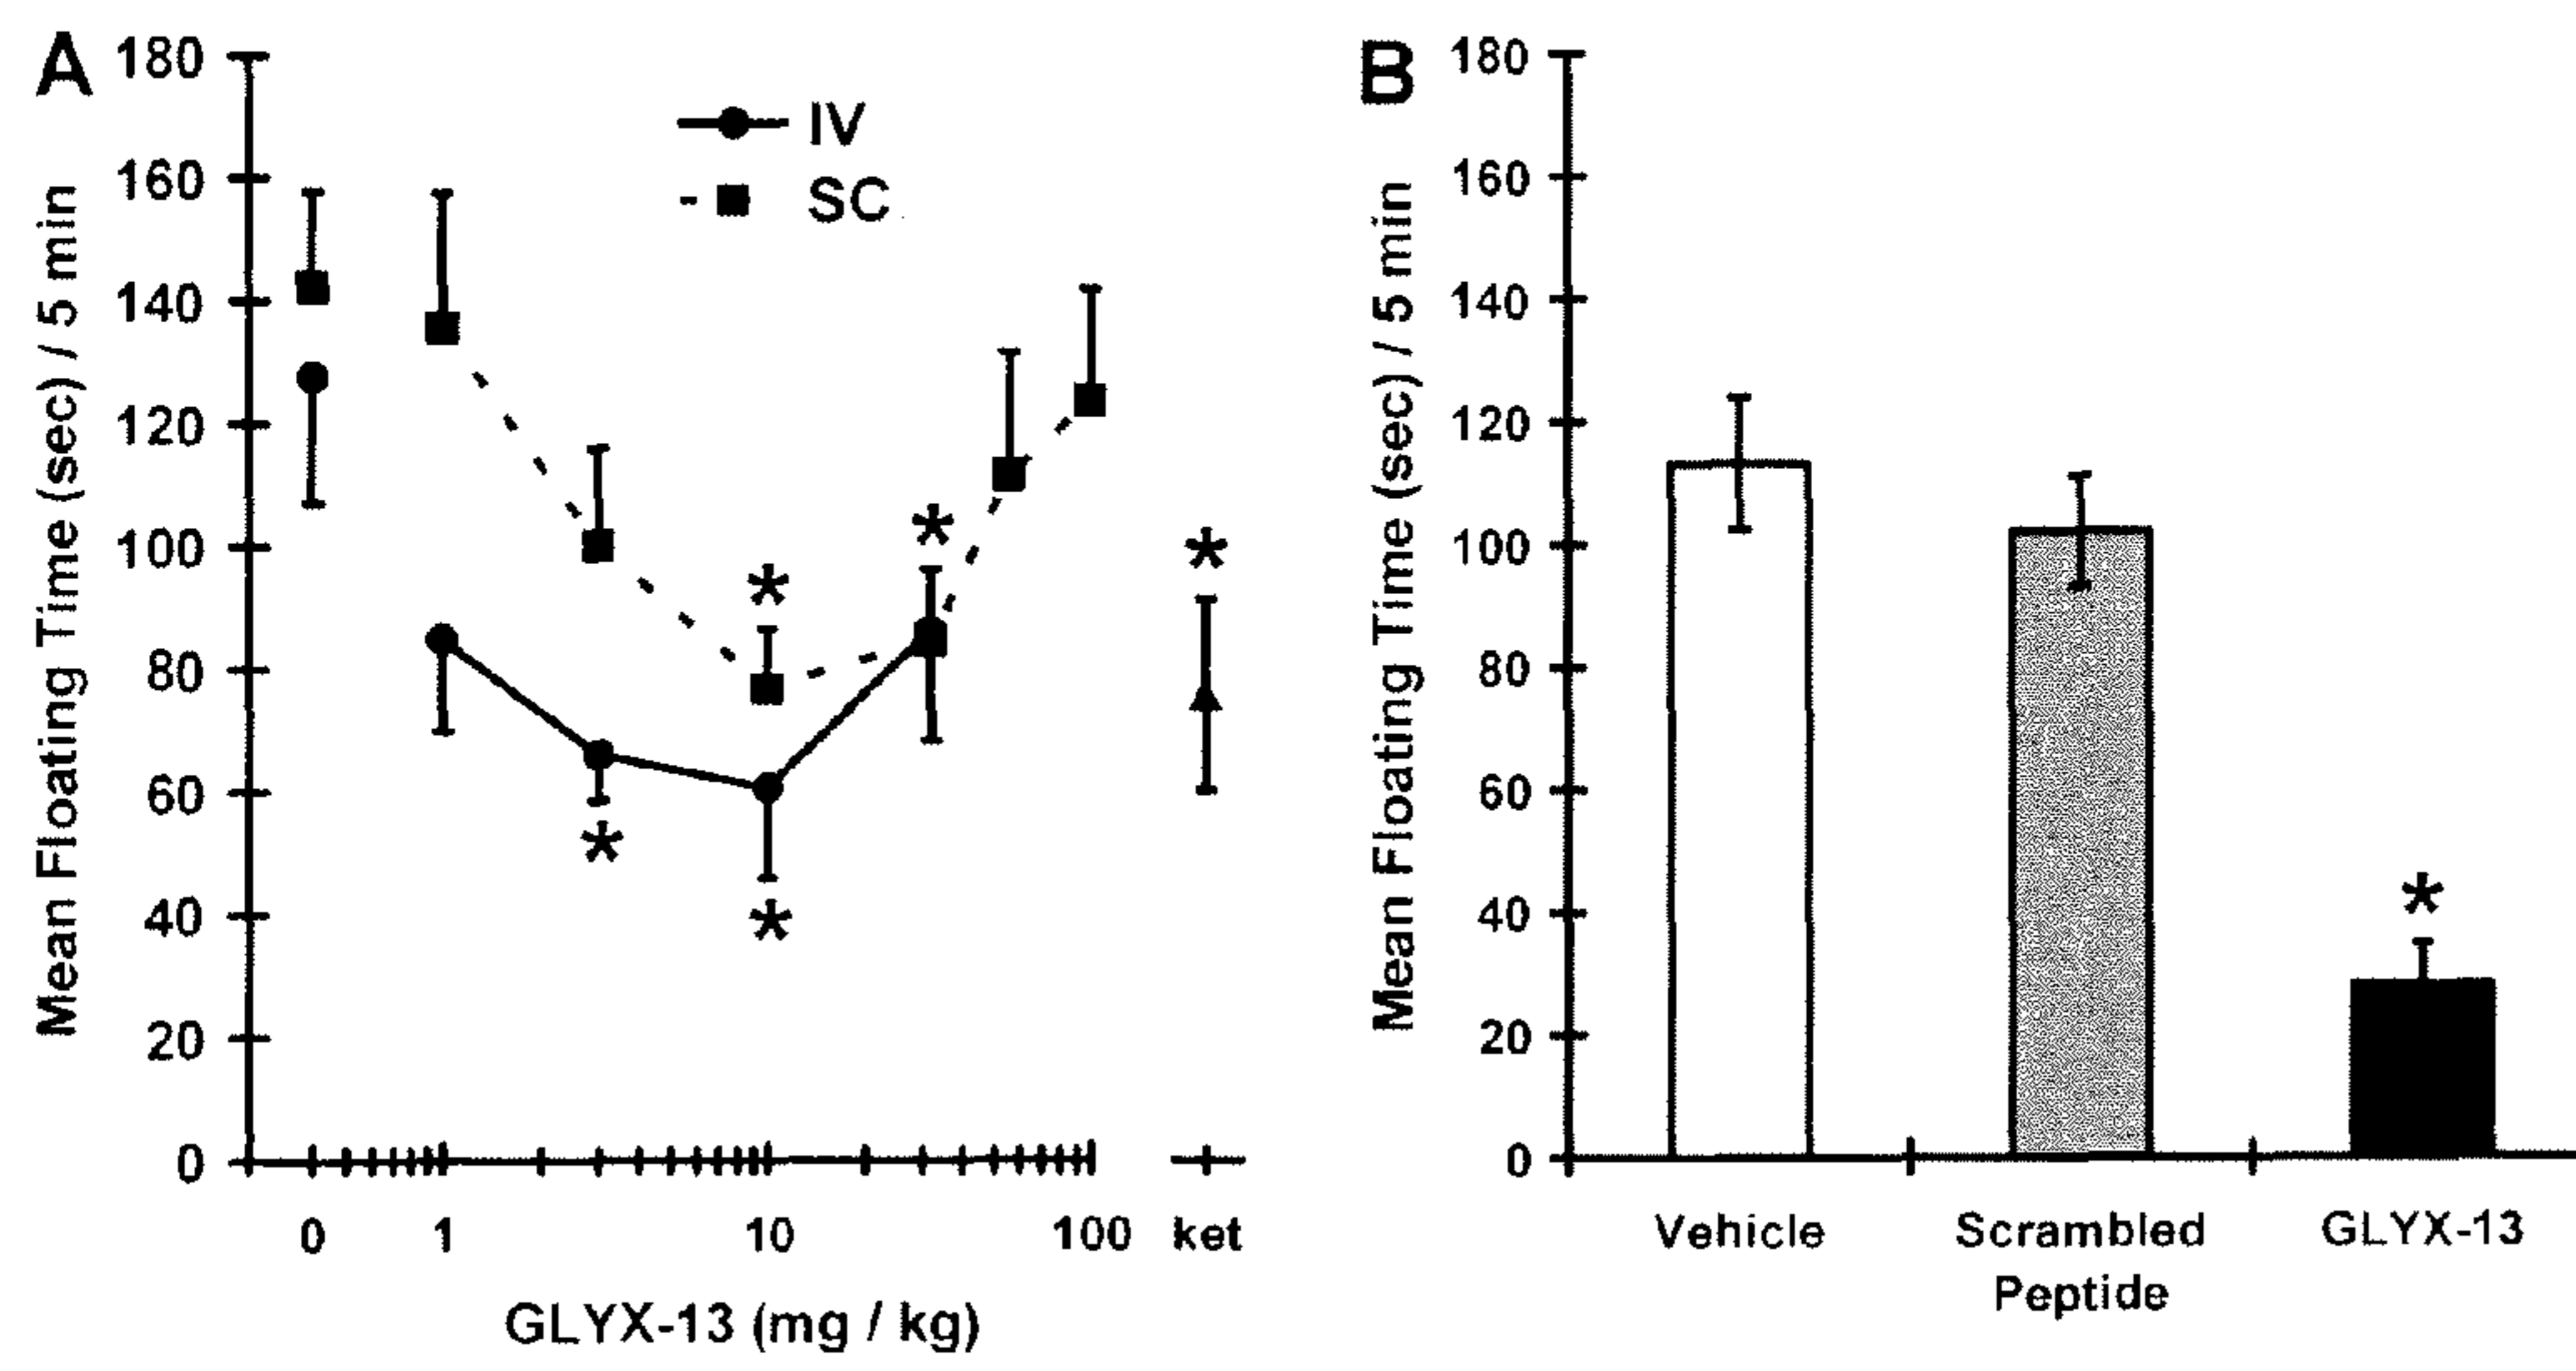 A
180
160
140
120
100
80
60
40
20
0
Mean Floating Time (sec) / 5 min
IV
SC
*
*
*
*
*
0 1 10 100 ket
GLYX-13 (mg / kg)
B
180
160
140
120
100
80
60
40
20
0
Mean Floating Time (sec) / 5 min
*
Vehicle Scrambled GLYX-13
Peptide